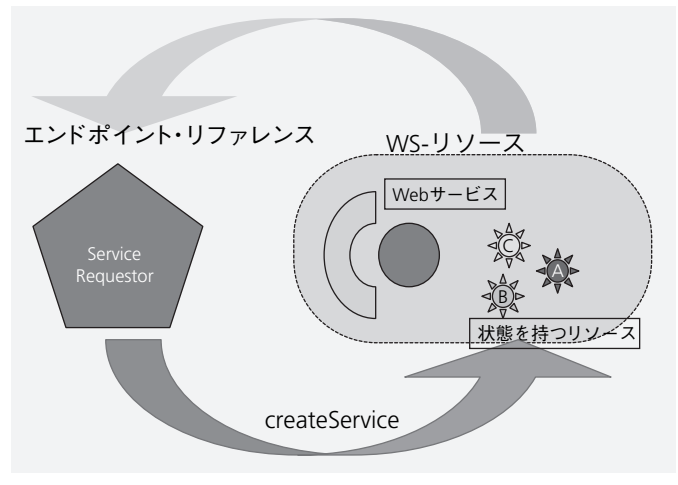 エンドポイント・リファレンス
WS-リソース
Webサービス
Service
Requestor
C
A
B
状態を持つリソース
createService